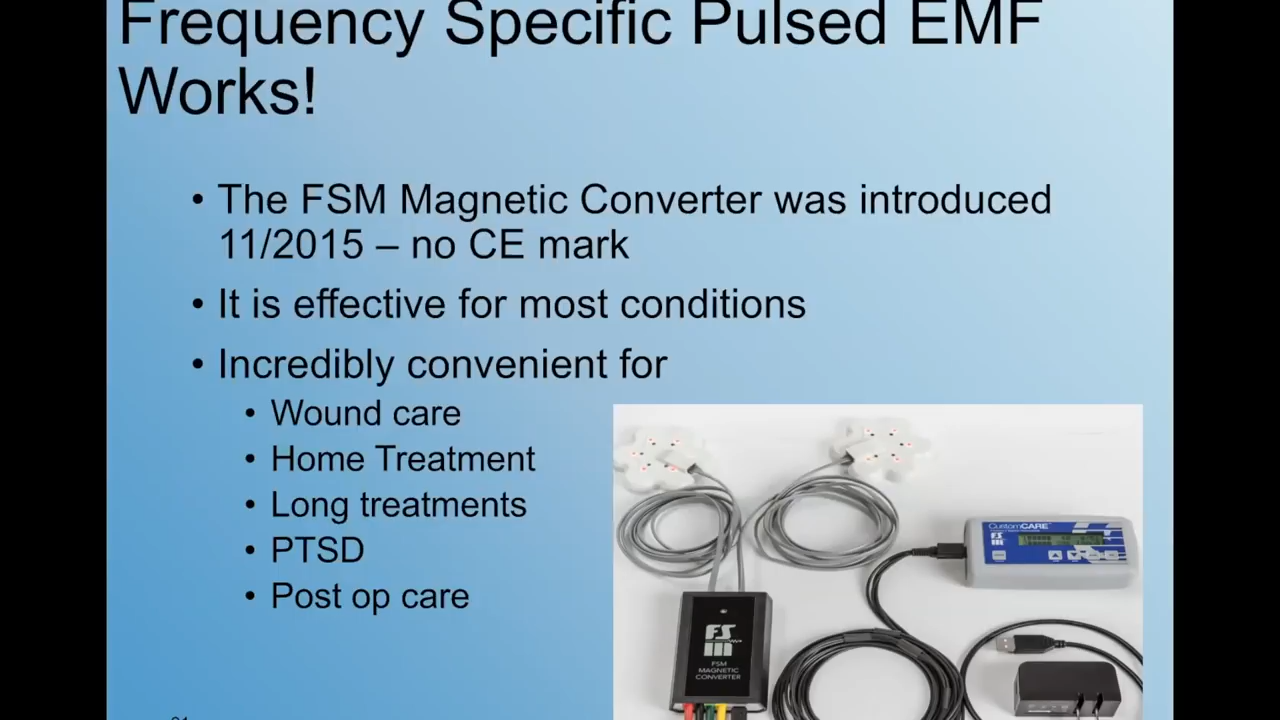 Frequency Specific Pulsed EMF
Works!
• The FSM Magnetic Converter was introduced
11/2015 – no CE mark
• It is effective for most conditions
• Incredibly convenient for
• Wound care
• Home Treatment
• Long treatments
• PTSD
• Post op care
CustomCARE
FSM
FSM
MAGNETIC
CONVERTER